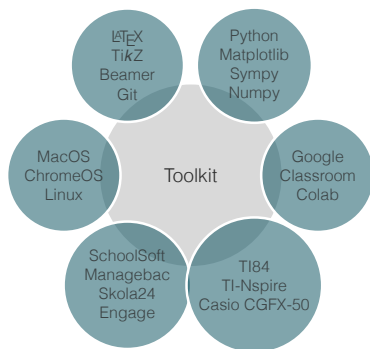 LATEX
TikZ
Beamer
Git
Python
Matplotlib
Sympy
Numpy
MacOS
ChromeOS
Linux
Toolkit
Google
Classroom
Colab
SchoolSoft
Managebac
Skola24
Engage
TI84
TI-Nspire
Casio CGFX-50